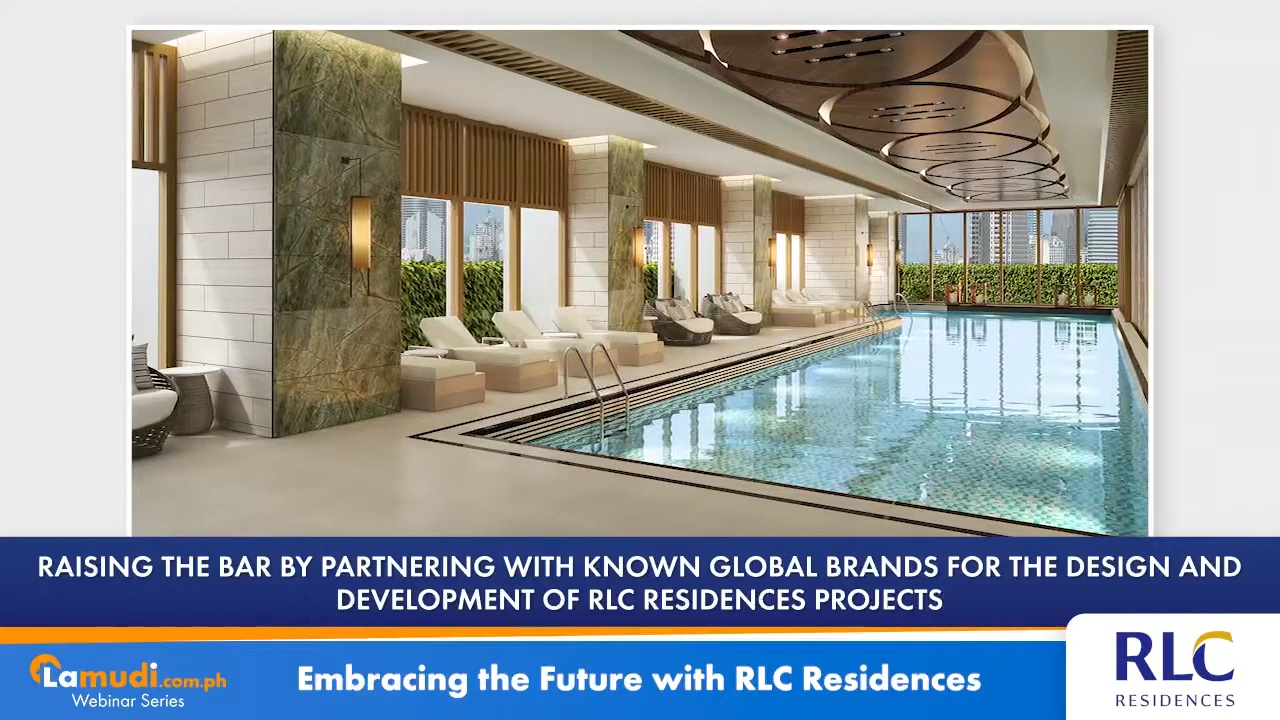 RAISING THE BAR BY PARTNERING WITH KNOWN GLOBAL BRANDS FOR THE DESIGN AND
DEVELOPMENT OF RLC RESIDENCES PROJECTS
Lamudi.com.ph
Webinar Series
Embracing the Future with RLC Residences
RLC
RESIDENCES